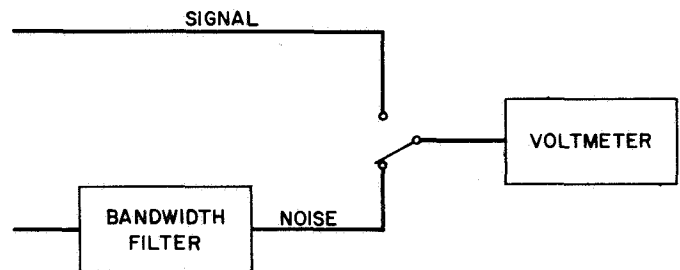 SIGNAL
VOLTMETER
BANDWIDTH
FILTER
NOISE